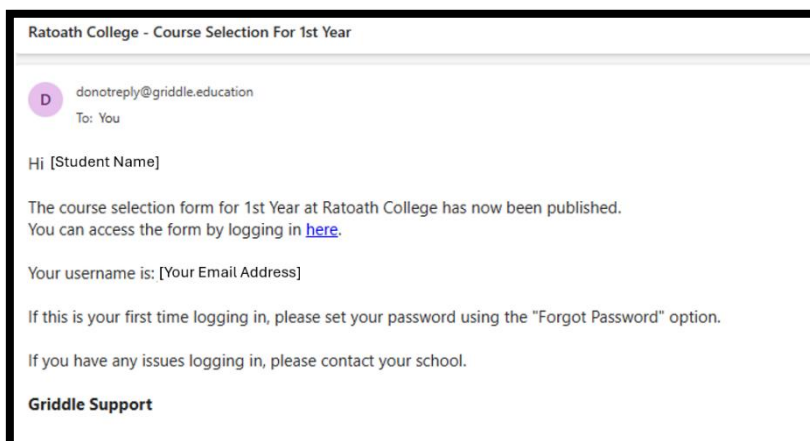 Ratoath College - Course Selection For 1st Year
D
donotreply@griddle.education
To: You
Hi [Student Name]
The course selection form for 1st Year at Ratoath College has now been published.
You can access the form by logging in here.
Your username is: [Your Email Address]
If this is your first time logging in, please set your password using the "Forgot Password" option.
If you have any issues logging in, please contact your school.
Griddle Support